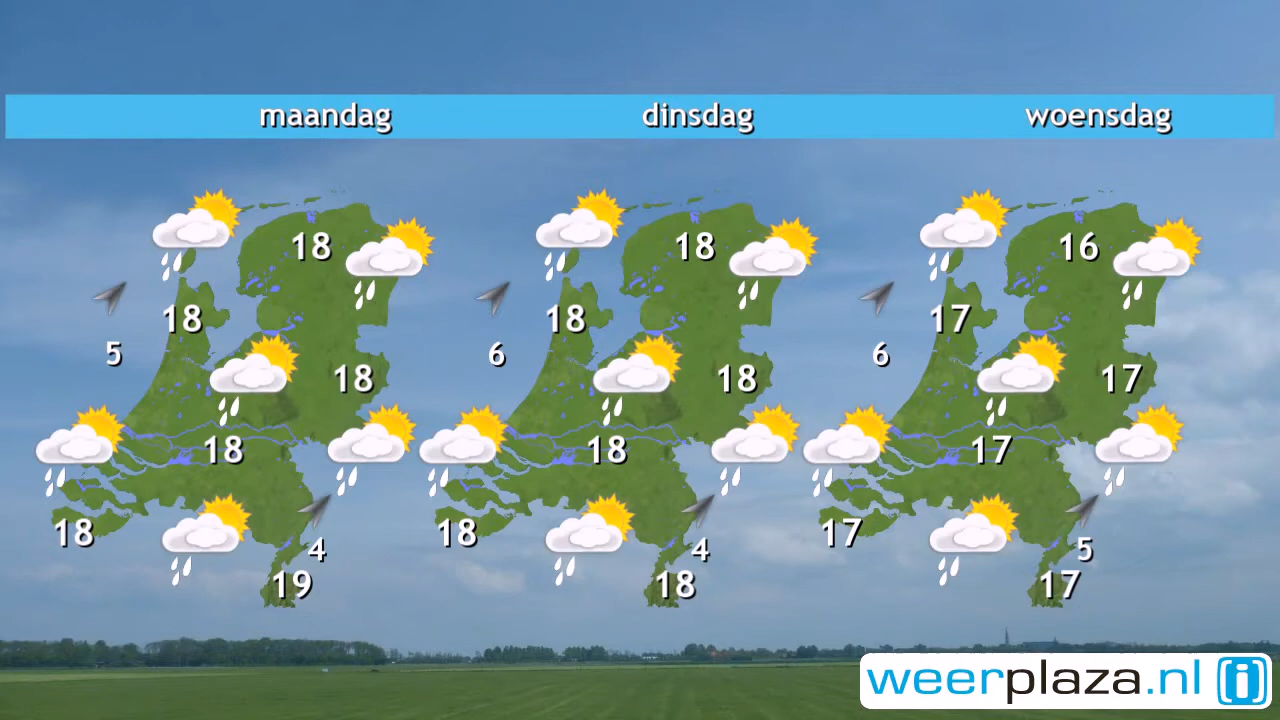 maandag dinsdag woensdag
18 18 16
18 18 17
5 6 6
18 18 17
18 18 17
18 18 17
4 4 5
19 18 17
weerplaza.nl i